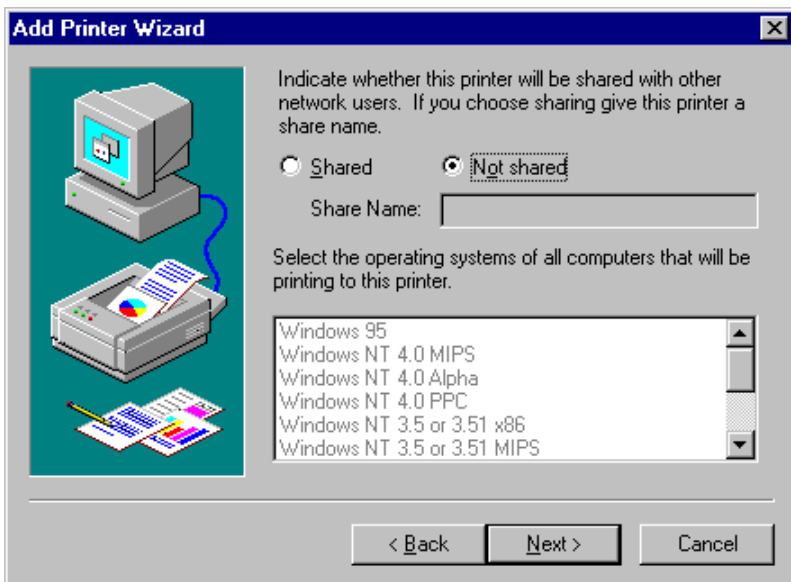 Add Printer Wizard
Indicate whether this printer will be shared with other
network users. If you choose sharing give this printer a
share name.
Shared Not shared
Share Name:
Select the operating systems of all computers that will be
printing to this printer.
Windows 95
Windows NT 4.0 MIPS
Windows NT 4.0 Alpha
Windows NT 4.0 PPC
Windows NT 3.5 or 3.51 x86
Windows NT 3.5 or 3.51 MIPS
< Back Next > Cancel